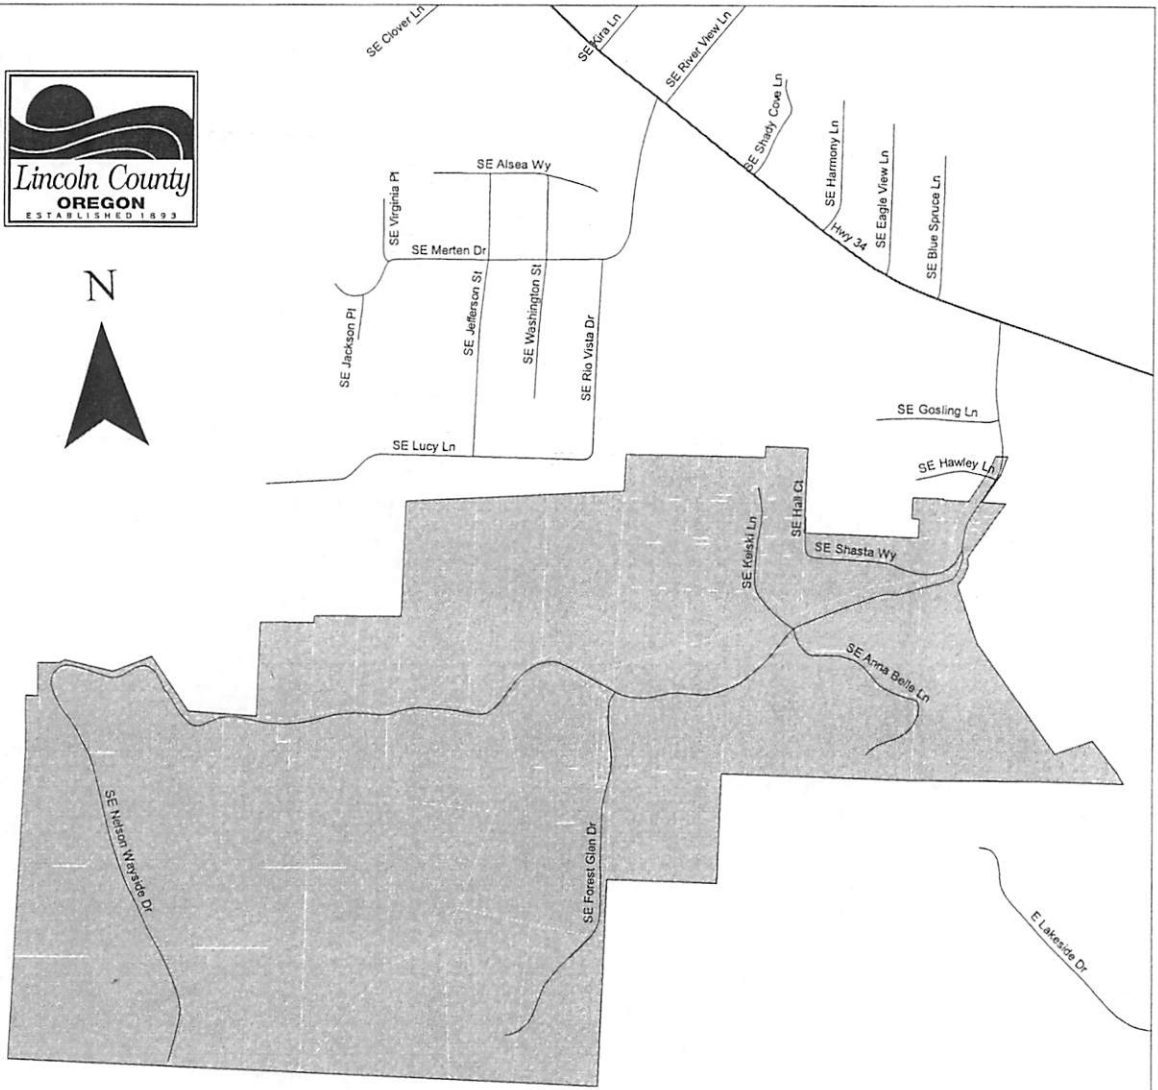 SE Clover Ln
SE Kira Ln
SE River View Ln
SE Shady Cove Ln
SE Harmony Ln
SE Eagle View Ln
SE Blue Spruce Ln
Hwy 34
Lincoln County
OREGON
ESTABLISHED 1893
N
SE Alsea Wy
SE Virginia Pl
SE Merten Dr
SE Jackson Pl
SE Jefferson St
SE Washington St
SE Rio Vista Dr
SE Lucy Ln
SE Gosling Ln
SE Hawley Ln
SE Hall Ct
SE Kelski Ln
SE Shasta Wy
SE Anna Belle Ln
SE Nelson Wayside Dr
SE Forest Glen Dr
E Lakeside Dr